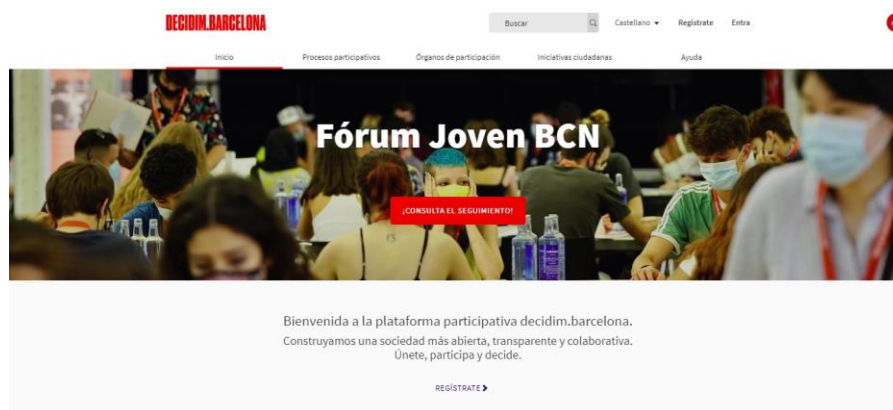 DECIDIM.BARCELONA
Buscar
Castellano
Regístrate
Entra
Inicio
Procesos participativos
Órganos de participación
Iniciativas ciudadanas
Ayuda
Fórum Joven BCN
¡CONSULTA EL SEGUIMIENTO!
Bienvenida a la plataforma participativa decidim.barcelona.
Construyamos una sociedad más abierta, transparente y colaborativa.
Únete, participa y decide.
REGÍSTRATE